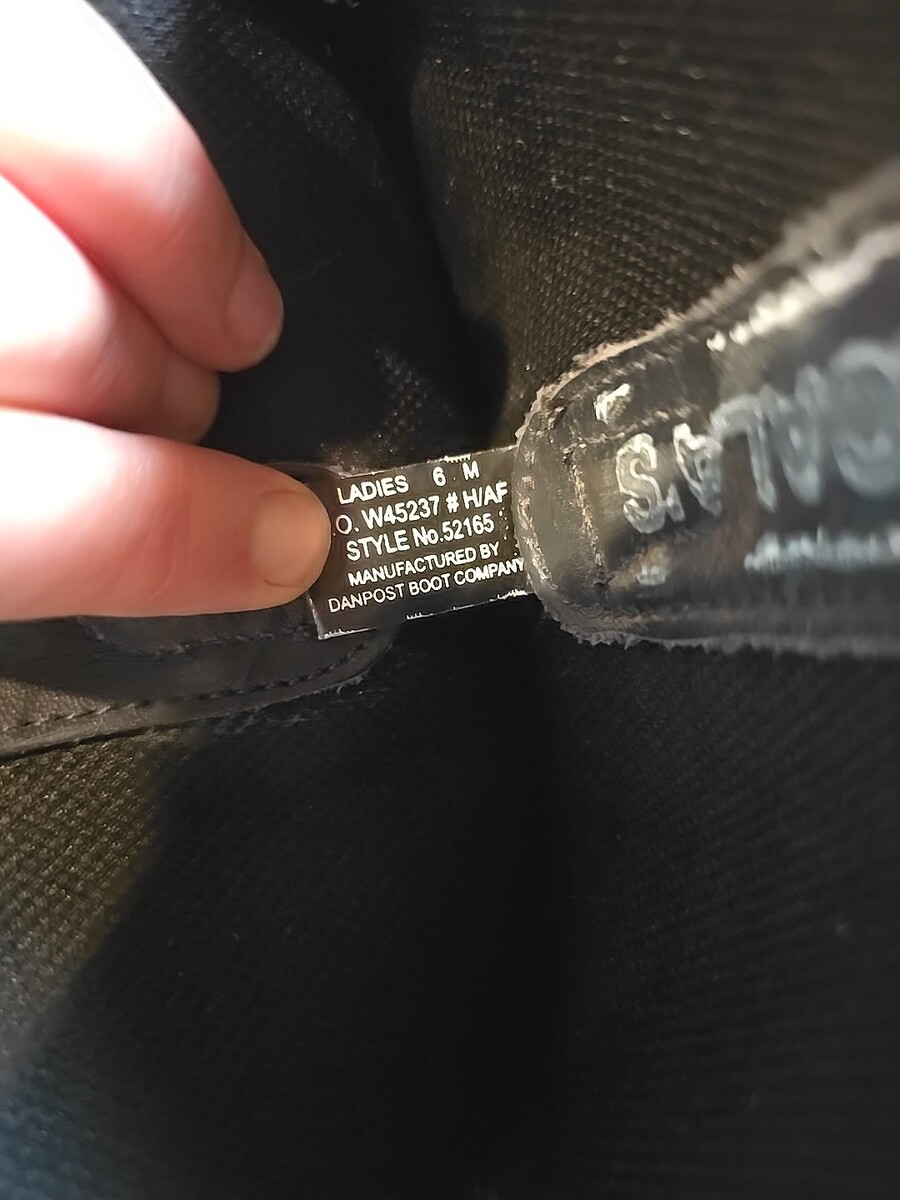 LADIES 6 M
O. W45237 # H/AF
STYLE No.52165
MANUFACTURED BY
DANPOST BOOT COMPANY